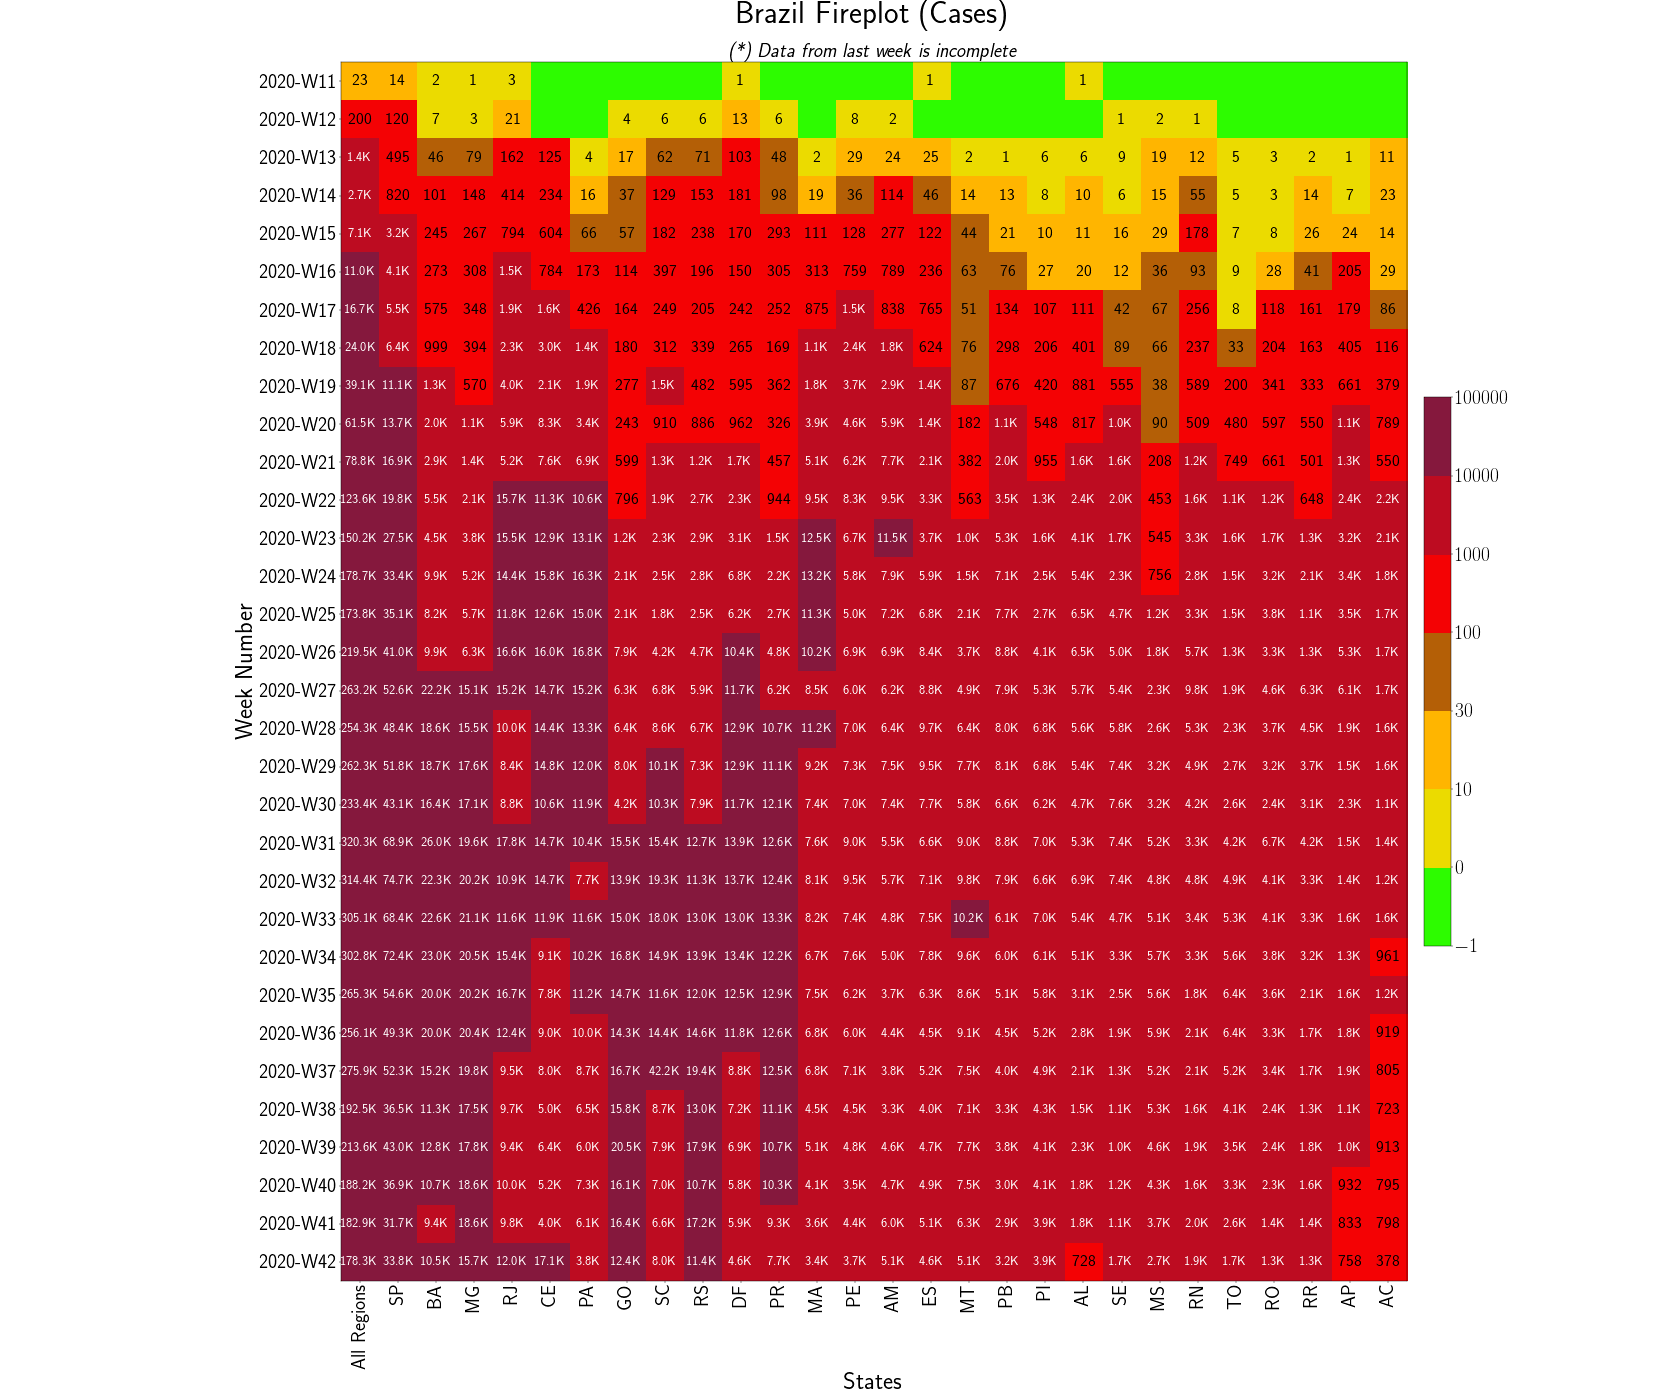 Brazil Fireplot (Cases)
(*) Data from last week is incomplete
2020-W11 23 14 2 1 3 1 1 1
2020-W12 200 120 7 3 21 4 6 6 13 6 8 2 1 2 1
2020-W13 1.4K 495 46 79 162 125 4 17 62 71 103 48 2 29 24 25 2 1 6 6 9 19 12 5 3 2 1 11
2020-W14 2.7K 820 101 148 414 234 16 37 129 153 181 98 19 36 114 46 14 13 8 10 6 15 55 5 3 14 7 23
2020-W15 7.1K 3.2K 245 267 794 604 66 57 182 238 170 293 111 128 277 122 44 21 10 11 16 29 178 7 8 26 24 14
2020-W16 11.0K 4.1K 273 308 1.5K 784 173 114 397 196 150 305 313 759 789 236 63 76 27 20 12 36 93 9 28 41 205 29
2020-W17 16.7K 5.5K 575 348 1.9K 1.6K 426 164 249 205 242 252 875 1.5K 838 765 51 134 107 111 42 67 256 8 118 161 179 86
2020-W18 24.0K 6.4K 999 394 2.3K 3.0K 1.4K 180 312 339 265 169 1.1K 2.4K 1.8K 624 76 298 206 401 89 66 237 33 204 163 405 116
2020-W19 39.1K 11.1K 1.3K 570 4.0K 2.1K 1.9K 277 1.5K 482 595 362 1.8K 3.7K 2.9K 1.4K 87 676 420 881 555 38 589 200 341 333 661 379
2020-W20 61.5K 13.7K 2.0K 1.1K 5.9K 8.3K 3.4K 243 910 886 962 326 3.9K 4.6K 5.9K 1.4K 182 1.1K 548 817 1.0K 90 509 480 597 550 1.1K 789
2020-W21 78.8K 16.9K 2.9K 1.4K 5.2K 7.6K 6.9K 599 1.3K 1.2K 1.7K 457 5.1K 6.2K 7.7K 2.1K 382 2.0K 955 1.6K 1.6K 208 1.2K 749 661 501 1.3K 550
2020-W22 123.6K 19.8K 5.5K 2.1K 15.7K 11.3K 10.6K 796 1.9K 2.7K 2.3K 944 9.5K 8.3K 9.5K 3.3K 563 3.5K 1.3K 2.4K 2.0K 453 1.6K 1.1K 1.2K 648 2.4K 2.2K
2020-W23 150.2K 27.5K 4.5K 3.8K 15.5K 12.9K 13.1K 1.2K 2.3K 2.9K 3.1K 1.5K 12.5K 6.7K 11.5K 3.7K 1.0K 5.3K 1.6K 4.1K 1.7K 545 3.3K 1.6K 1.7K 1.3K 3.2K 2.1K
2020-W24 178.7K 33.4K 9.9K 5.2K 14.4K 15.8K 16.3K 2.1K 2.5K 2.8K 6.8K 2.2K 13.2K 5.8K 7.9K 5.9K 1.5K 7.1K 2.5K 5.4K 2.3K 756 2.8K 1.5K 3.2K 2.1K 3.4K 1.8K
2020-W25 173.8K 35.1K 8.2K 5.7K 11.8K 12.6K 15.0K 2.1K 1.8K 2.5K 6.2K 2.7K 11.3K 5.0K 7.2K 6.8K 2.1K 7.7K 2.7K 6.5K 4.7K 1.2K 3.3K 1.5K 3.8K 1.1K 3.5K 1.7K
2020-W26 219.5K 41.0K 9.9K 6.3K 16.6K 16.0K 16.8K 7.9K 4.2K 4.7K 10.4K 4.8K 10.2K 6.9K 6.9K 8.4K 3.7K 8.8K 4.1K 6.5K 5.0K 1.8K 5.7K 1.3K 3.3K 1.3K 5.3K 1.7K
2020-W27 263.2K 52.6K 22.2K 15.1K 15.2K 14.7K 15.2K 6.3K 6.8K 5.9K 11.7K 6.2K 8.5K 6.0K 6.2K 8.8K 4.9K 7.9K 5.3K 5.7K 5.4K 2.3K 9.8K 1.9K 4.6K 6.3K 6.1K 1.7K
2020-W28 254.3K 48.4K 18.6K 15.5K 10.0K 14.4K 13.3K 6.4K 8.6K 6.7K 12.9K 10.7K 11.2K 7.0K 6.4K 9.7K 6.4K 8.0K 6.8K 5.6K 5.8K 2.6K 5.3K 2.3K 3.7K 4.5K 1.9K 1.6K
2020-W29 262.3K 51.8K 18.7K 17.6K 8.4K 14.8K 12.0K 8.0K 10.1K 7.3K 12.9K 11.1K 9.2K 7.3K 7.5K 9.5K 7.7K 8.1K 6.8K 5.4K 7.4K 3.2K 4.9K 2.7K 3.2K 3.7K 1.5K 1.6K
2020-W30 233.4K 43.1K 16.4K 17.1K 8.8K 10.6K 11.9K 4.2K 10.3K 7.9K 11.7K 12.1K 7.4K 7.0K 7.4K 7.7K 5.8K 6.6K 6.2K 4.7K 7.6K 3.2K 4.2K 2.6K 2.4K 3.1K 2.3K 1.1K
2020-W31 320.3K 68.9K 26.0K 19.6K 17.8K 14.7K 10.4K 15.5K 15.4K 12.7K 13.9K 12.6K 7.6K 9.0K 5.5K 6.6K 9.0K 8.8K 7.0K 5.3K 7.4K 5.2K 3.3K 4.2K 6.7K 4.2K 1.5K 1.4K
2020-W32 314.4K 74.7K 22.3K 20.2K 10.9K 14.7K 7.7K 13.9K 19.3K 11.3K 13.7K 12.4K 8.1K 9.5K 5.7K 7.1K 9.8K 7.9K 6.6K 6.9K 7.4K 4.8K 4.8K 4.9K 4.1K 3.3K 1.4K 1.2K
2020-W33 305.1K 68.4K 22.6K 21.1K 11.6K 11.9K 11.6K 15.0K 18.0K 13.0K 13.0K 13.3K 8.2K 7.4K 4.8K 7.5K 10.2K 6.1K 7.0K 5.4K 4.7K 5.1K 3.4K 5.3K 4.1K 3.3K 1.6K 1.6K
2020-W34 302.8K 72.4K 23.0K 20.5K 15.4K 9.1K 10.2K 16.8K 14.9K 13.9K 13.4K 12.2K 6.7K 7.6K 5.0K 7.8K 9.6K 6.0K 6.1K 5.1K 3.3K 5.7K 3.3K 5.6K 3.8K 3.2K 1.3K 961
2020-W35 265.3K 54.6K 20.0K 20.2K 16.7K 7.8K 11.2K 14.7K 11.6K 12.0K 12.5K 12.9K 7.5K 6.2K 3.7K 6.3K 8.6K 5.1K 5.8K 3.1K 2.5K 5.6K 1.8K 6.4K 3.6K 2.1K 1.6K 1.2K
2020-W36 256.1K 49.3K 20.0K 20.4K 12.4K 9.0K 10.0K 14.3K 14.4K 14.6K 11.8K 12.6K 6.8K 6.0K 4.4K 4.5K 9.1K 4.5K 5.2K 2.8K 1.9K 5.9K 2.1K 6.4K 3.3K 1.7K 1.8K 919
2020-W37 275.9K 52.3K 15.2K 19.8K 9.5K 8.0K 8.7K 16.7K 42.2K 19.4K 8.8K 12.5K 6.8K 7.1K 3.8K 5.2K 7.5K 4.0K 4.9K 2.1K 1.3K 5.2K 2.1K 5.2K 3.4K 1.7K 1.9K 805
2020-W38 192.5K 36.5K 11.3K 17.5K 9.7K 5.0K 6.5K 15.8K 8.7K 13.0K 7.2K 11.1K 4.5K 4.5K 3.3K 4.0K 7.1K 3.3K 4.3K 1.5K 1.1K 5.3K 1.6K 4.1K 2.4K 1.3K 1.1K 723
2020-W39 213.6K 43.0K 12.8K 17.8K 9.4K 6.4K 6.0K 20.5K 7.9K 17.9K 6.9K 10.7K 5.1K 4.8K 4.6K 4.7K 7.7K 3.8K 4.1K 2.3K 1.0K 4.6K 1.9K 3.5K 2.4K 1.8K 1.0K 913
2020-W40 188.2K 36.9K 10.7K 18.6K 10.0K 5.2K 7.3K 16.1K 7.0K 10.7K 5.8K 10.3K 4.1K 3.5K 4.7K 4.9K 7.5K 3.0K 4.1K 1.8K 1.2K 4.3K 1.6K 3.3K 2.3K 1.6K 932 795
2020-W41 182.9K 31.7K 9.4K 18.6K 9.8K 4.0K 6.1K 16.4K 6.6K 17.2K 5.9K 9.3K 3.6K 4.4K 6.0K 5.1K 6.3K 2.9K 3.9K 1.8K 1.1K 3.7K 2.0K 2.6K 1.4K 1.4K 833 798
2020-W42 178.3K 33.8K 10.5K 15.7K 12.0K 17.1K 3.8K 12.4K 8.0K 11.4K 4.6K 7.7K 3.4K 3.7K 5.1K 4.6K 5.1K 3.2K 3.9K 728 1.7K 2.7K 1.9K 1.7K 1.3K 1.3K 758 378
All Regions SP BA MG RJ CE PA GO SC RS DF PR MA PE AM ES MT PB PI AL SE MS RN TO RO RR AP AC
States
Week Number
100000
10000
1000
100
30
10
0
−1